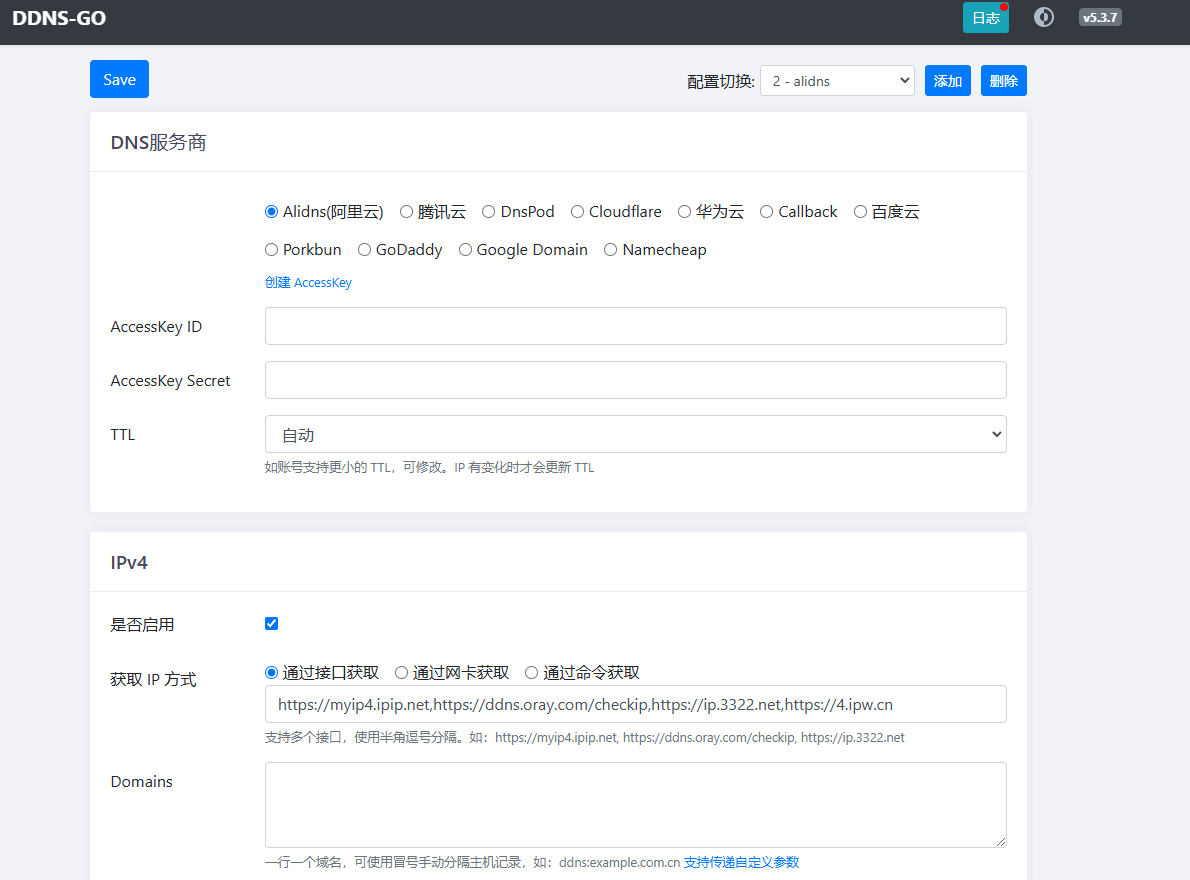 DDNS-GO 日志 v5.3.7
Save 配置切换: 2 - alidns 添加 删除
DNS服务商
Alidns(阿里云) 腾讯云 DnsPod Cloudflare 华为云 Callback 百度云
Porkbun GoDaddy Google Domain Namecheap
创建 AccessKey
AccessKey ID
AccessKey Secret
TTL 自动
如账号支持更小的 TTL，可修改。IP 有变化时才会更新 TTL
IPv4
是否启用
获取 IP 方式 通过接口获取 通过网卡获取 通过命令获取
https://myip4.ipip.net,https://ddns.oray.com/checkip,https://ip.3322.net,https://4.ipw.cn
支持多个接口，使用半角逗号分隔。如：https://myip4.ipip.net, https://ddns.oray.com/checkip, https://ip.3322.net
Domains
一行一个域名，可使用冒号手动分隔主机记录，如：ddns:example.com.cn 支持传递自定义参数